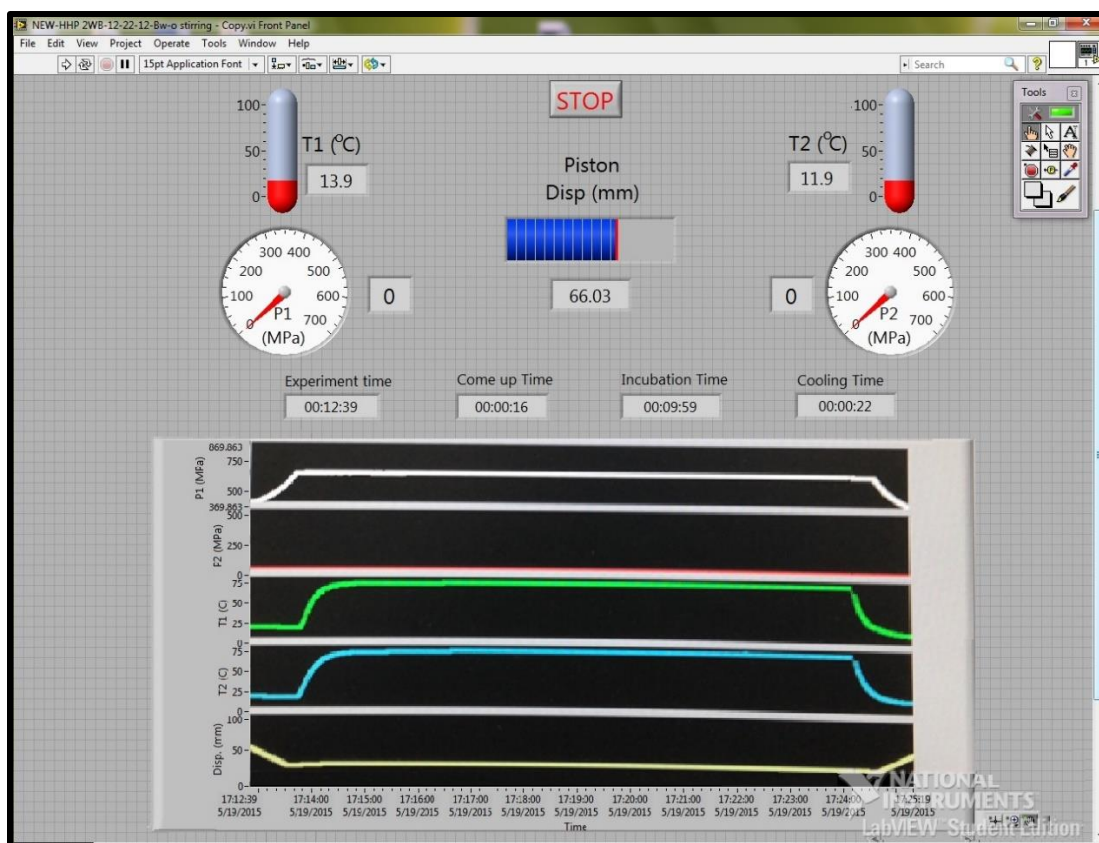 NEW-HHP 2WB-12-22-12-Bw-o stirring - Copy.vi Front Panel
File Edit View Project Operate Tools Window Help
15pt Application Font
Search
Tools
STOP
100
50
0
T1 (°C)
13.9
Piston
Disp (mm)
66.03
T2 (°C)
11.9
100
50
0
0 100 200 300 400 500 600 700
P1
(MPa)
0
0
0 100 200 300 400 500 600 700
P2
(MPa)
Experiment time Come up Time Incubation Time Cooling Time
00:12:39 00:00:16 00:09:59 00:00:22
869.863
750
500
369.863
P1 (MPa)
500
250
0
P2 (MPa)
75
50
25
0
T1 (C)
75
50
25
0
T2 (C)
100
50
0
Disp. (mm)
17:12:39 17:14:00 17:15:00 17:16:00 17:17:00 17:18:00 17:19:00 17:20:00 17:21:00 17:22:00 17:23:00 17:24:00 17:25:19
5/19/2015 5/19/2015 5/19/2015 5/19/2015 5/19/2015 5/19/2015 5/19/2015 5/19/2015 5/19/2015 5/19/2015 5/19/2015 5/19/2015 5/19/2015
Time
NATIONAL
INSTRUMENTS
LabVIEW Student Edition